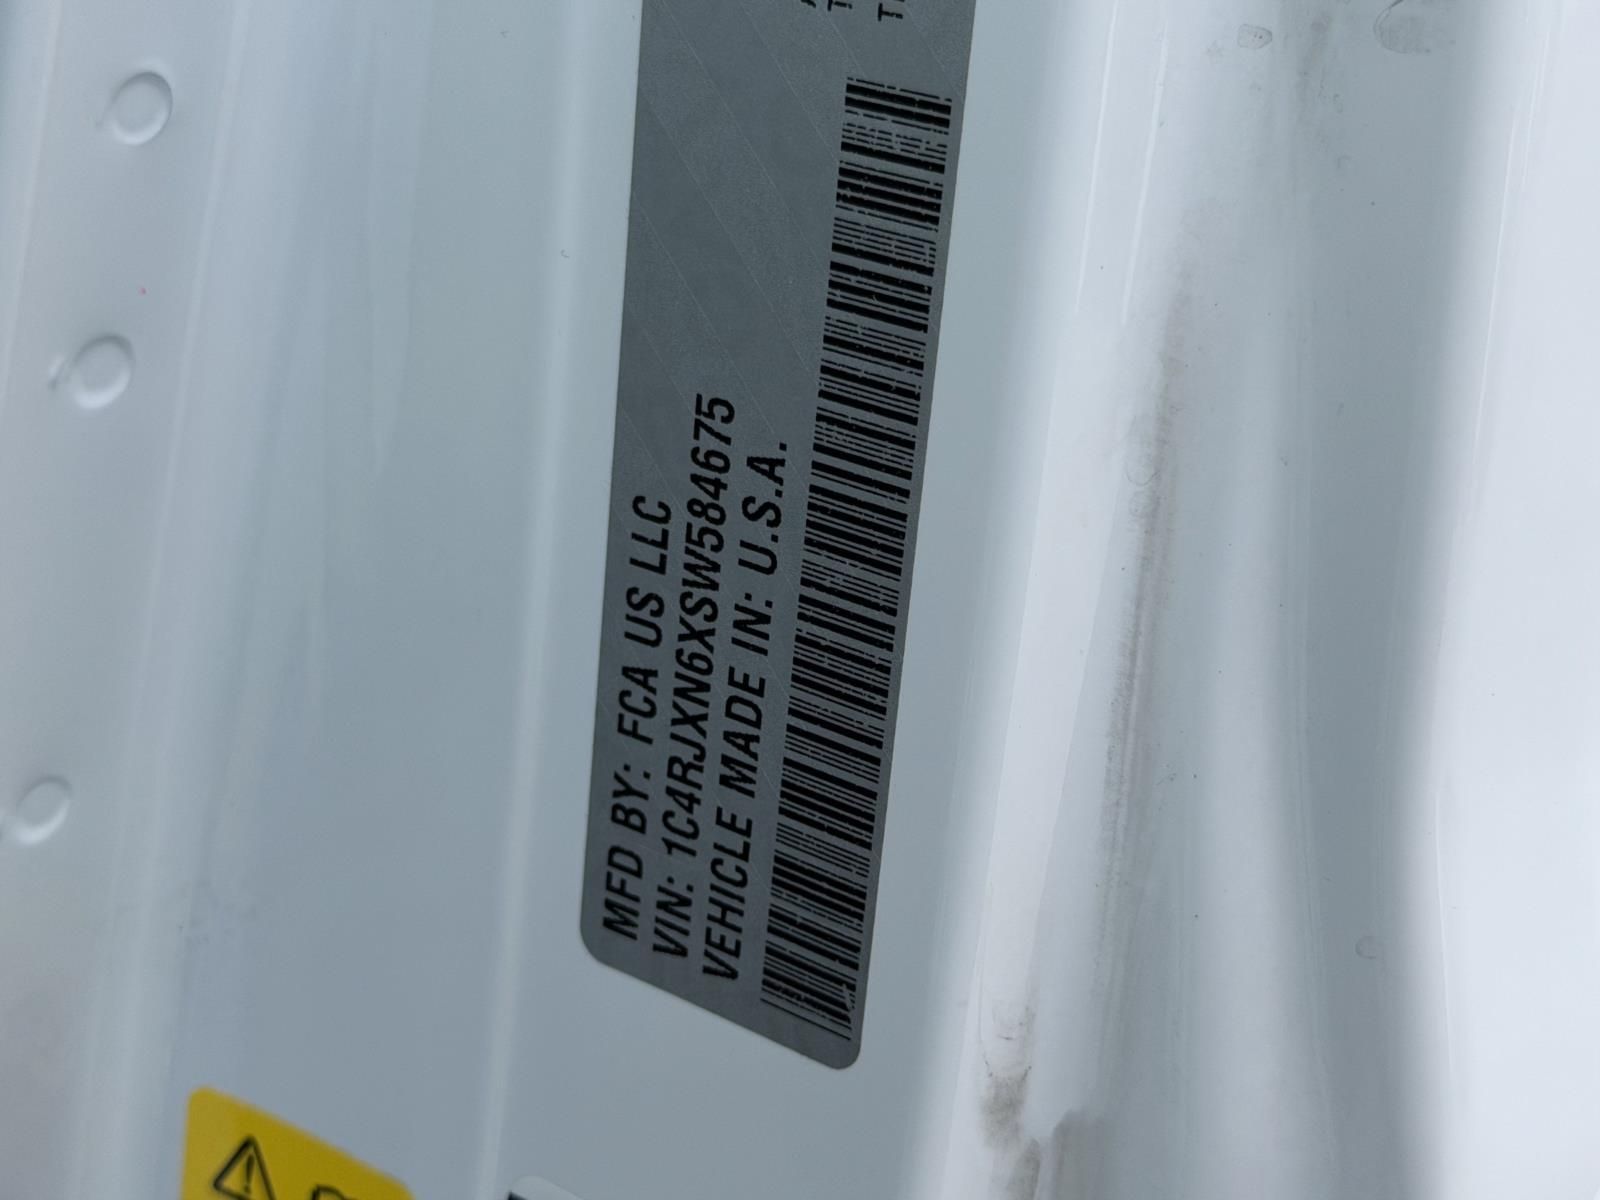 MFD BY: FCA US LLC
VIN: 1C4RJXN6XSW584675
VEHICLE MADE IN: U.S.A.